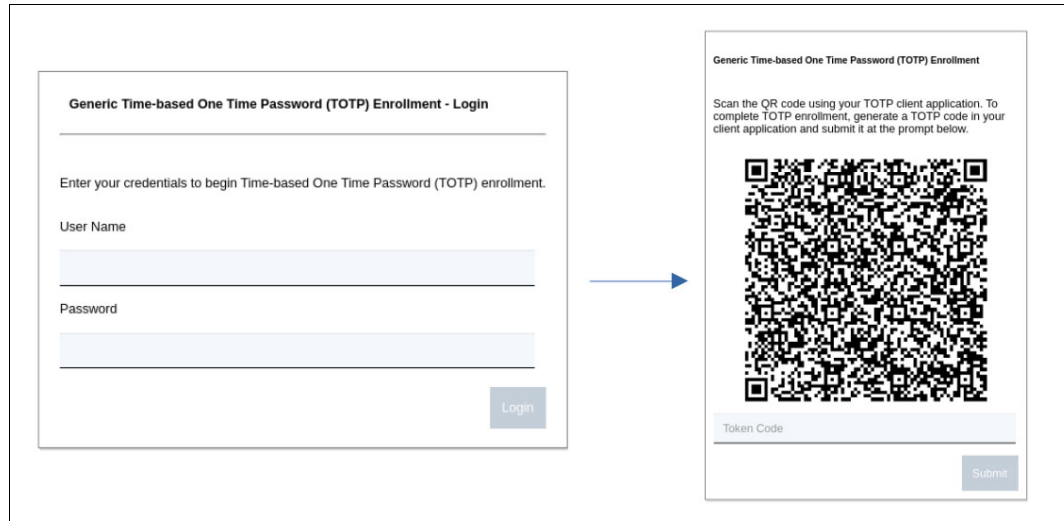 Generic Time-based One Time Password (TOTP) Enrollment - Login
Enter your credentials to begin Time-based One Time Password (TOTP) enrollment.
User Name
Password
Login
Generic Time-based One Time Password (TOTP) Enrollment
Scan the QR code using your TOTP client application. To
complete TOTP enrollment, generate a TOTP code in your
client application and submit it at the prompt below.
Token Code
Submit